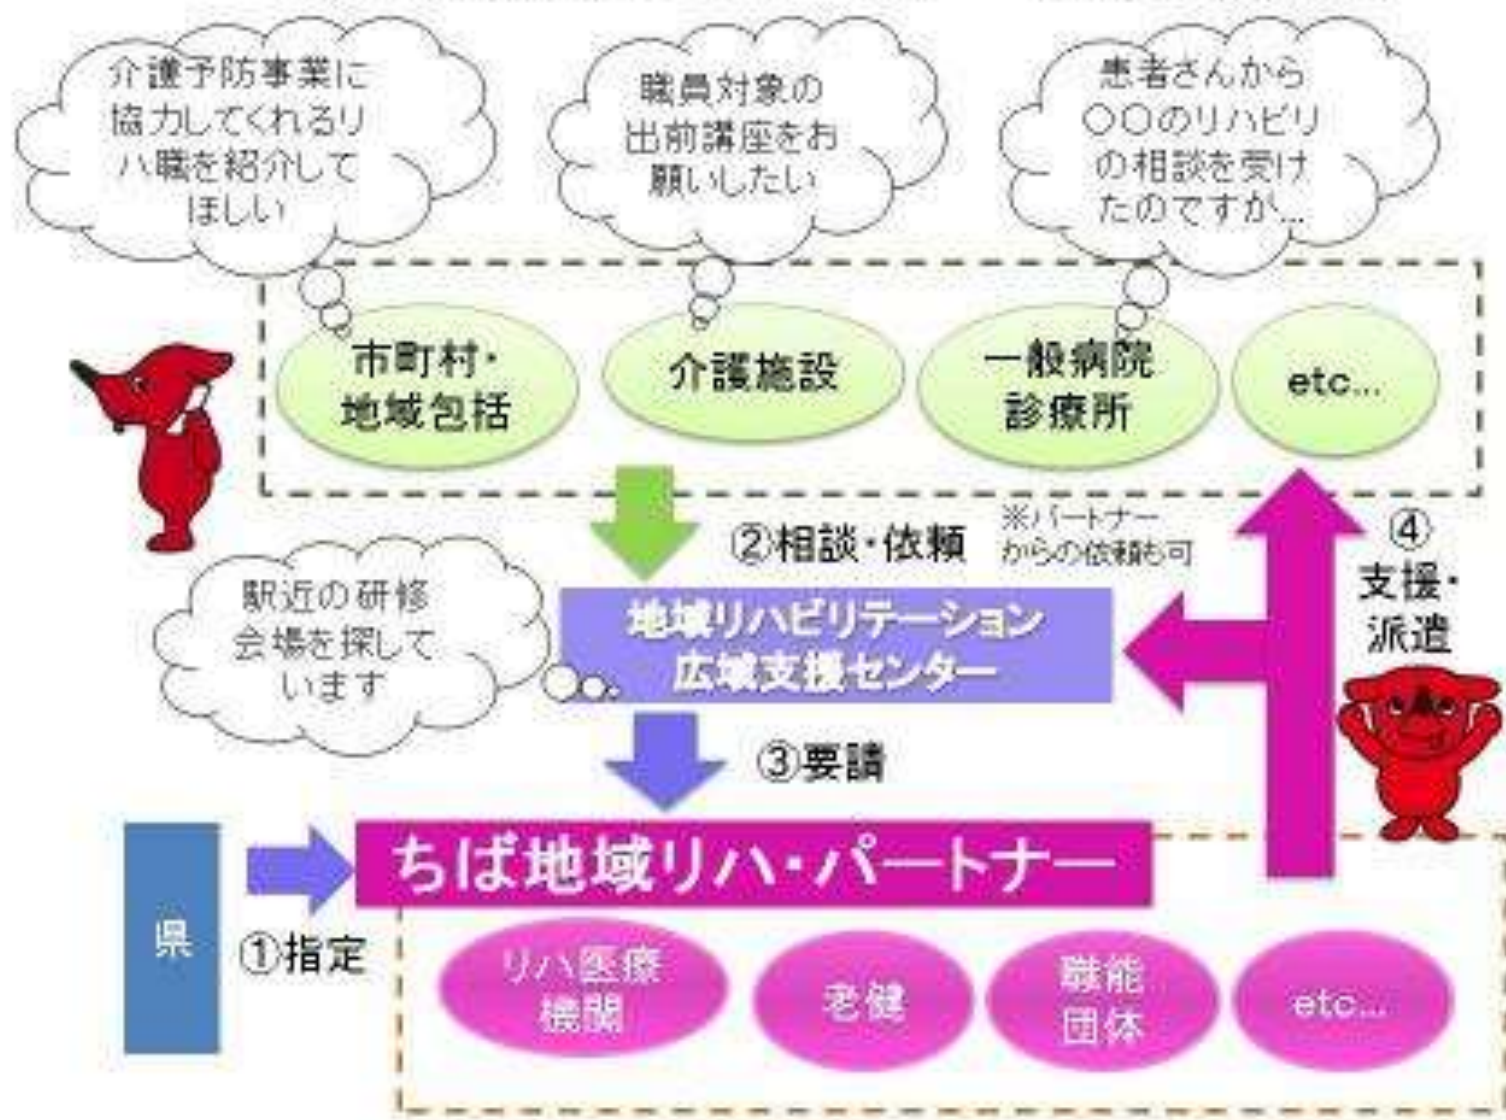 介護予防事業に
協力してくれるリ
ハ職を紹介して
ほしい
職員対象の
出前講座をお
願いしたい
患者さんから
〇〇のリハビリ
の相談を受け
たのですが...
市町村・
地域包括
介護施設
一般病院
診療所
etc...
②相談・依頼
※パートナー
からの依頼も可
④
支援・
派遣
駅近の研修
会場を探して
います
地域リハビリテーション
広域支援センター
③要請
県
①指定
ちば地域リハ・パートナー
リハ医療
機関
老健
職能
団体
etc...